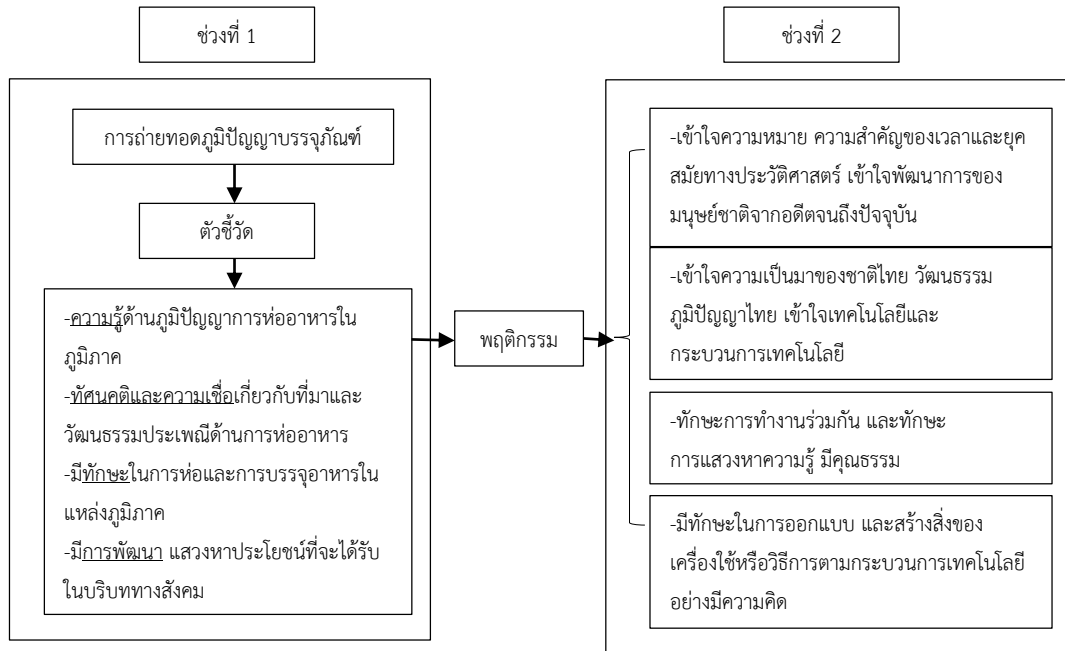 ช่วงที่ 1
การถ่ายทอดภูมิปัญญาบรรจุภัณฑ์
ตัวชี้วัด
-ความรู้ด้านภูมิปัญญาการห่ออาหารใน
ภูมิภาค
-ทัศนคติและความเชื่อเกี่ยวกับที่มาและ
วัฒนธรรมประเพณีด้านการห่ออาหาร
-มีทักษะในการห่อและการบรรจุอาหารใน
แหล่งภูมิภาค
-มีการพัฒนา แสวงหาประโยชน์ที่จะได้รับ
ในบริบททางสังคม
พฤติกรรม
ช่วงที่ 2
-เข้าใจความหมาย ความสำคัญของเวลาและยุค
สมัยทางประวัติศาสตร์ เข้าใจพัฒนาการของ
มนุษย์ชาติจากอดีตจนถึงปัจจุบัน
-เข้าใจความเป็นมาของชาติไทย วัฒนธรรม
ภูมิปัญญาไทย เข้าใจเทคโนโลยีและ
กระบวนการเทคโนโลยี
-ทักษะการทำงานร่วมกัน และทักษะ
การแสวงหาความรู้ มีคุณธรรม
-มีทักษะในการออกแบบ และสร้างสิ่งของ
เครื่องใช้หรือวิธีการตามกระบวนการเทคโนโลยี
อย่างมีความคิด